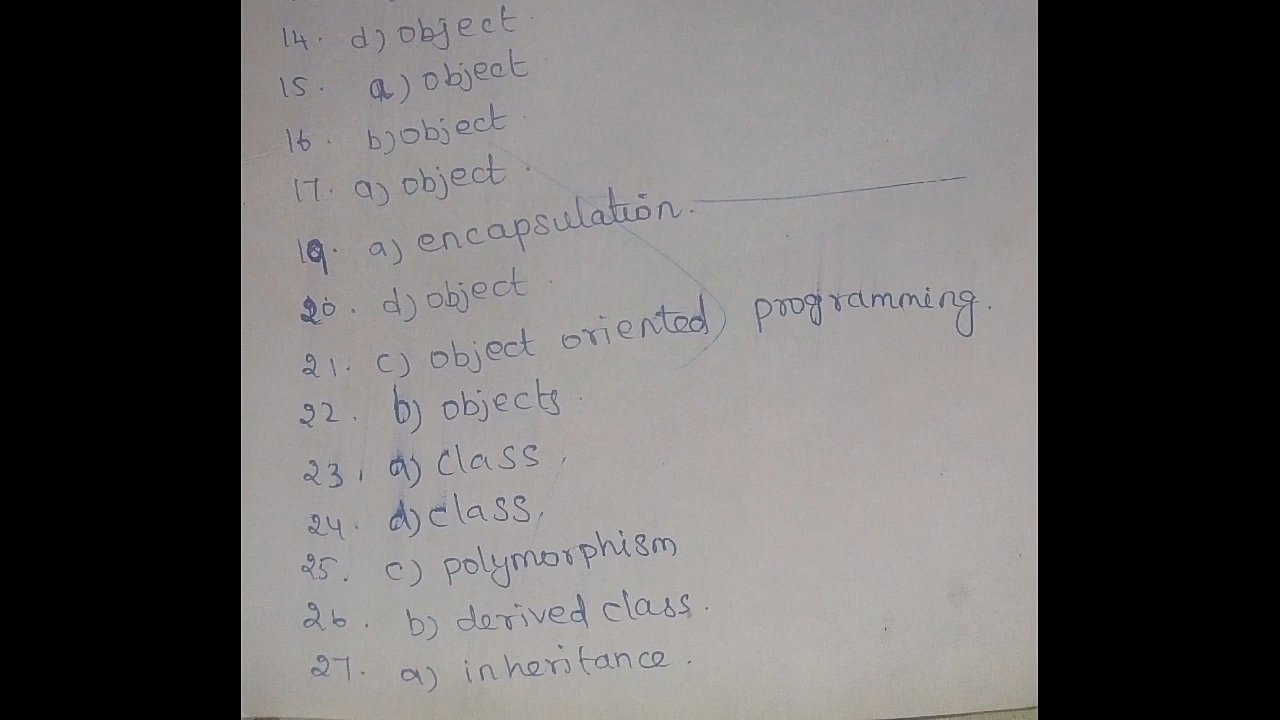 14. d) object
15. a) object
16. b) object
17. a) object
19. a) encapsulation.
20. d) object
21. c) object oriented programming.
22. b) objects
23. a) class
24. d) class
25. c) polymorphism
26. b) derived class.
27. a) inheritance.